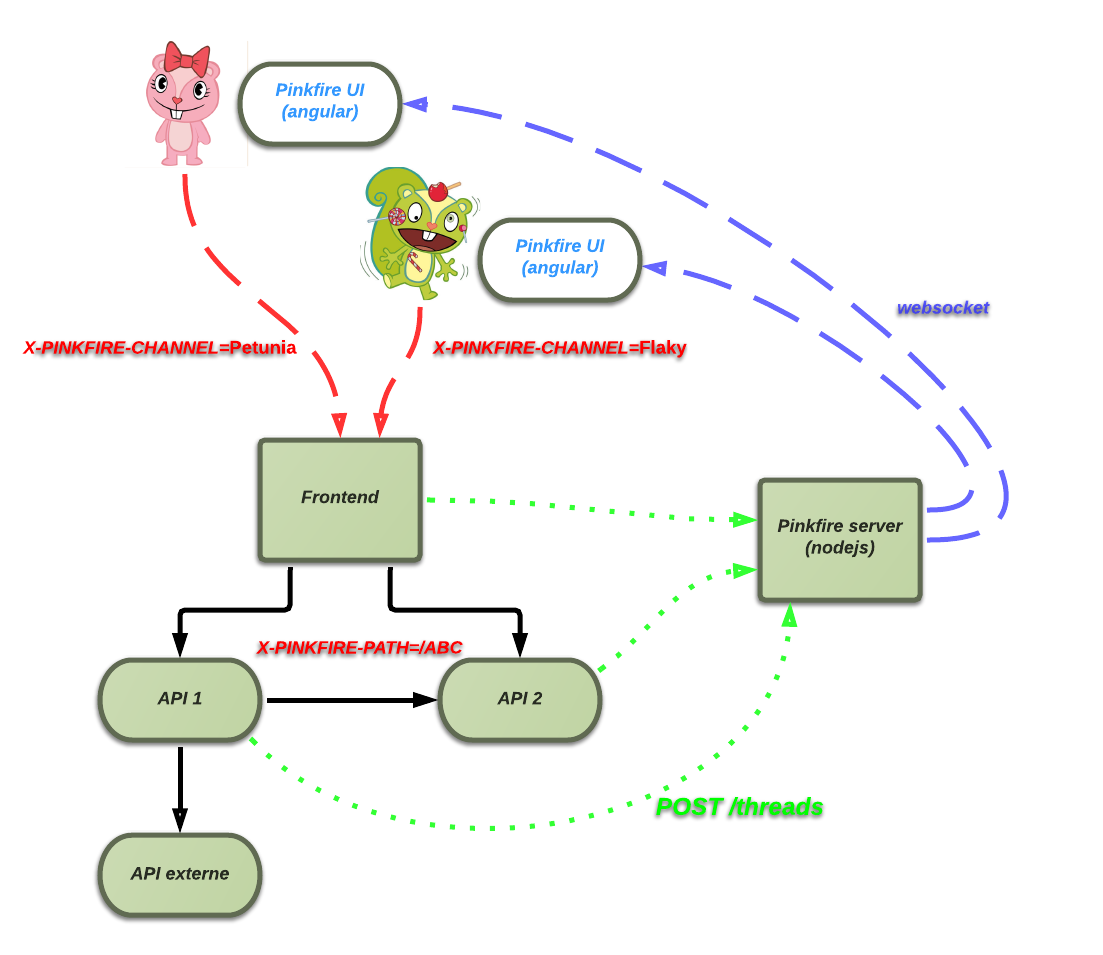 Pinkfire UI
(angular)
Pinkfire UI
(angular)
websocket
X-PINKFIRE-CHANNEL=Petunia
X-PINKFIRE-CHANNEL=Flaky
Frontend
Pinkfire server
(nodejs)
X-PINKFIRE-PATH=/ABC
API 1
API 2
POST /threads
API externe